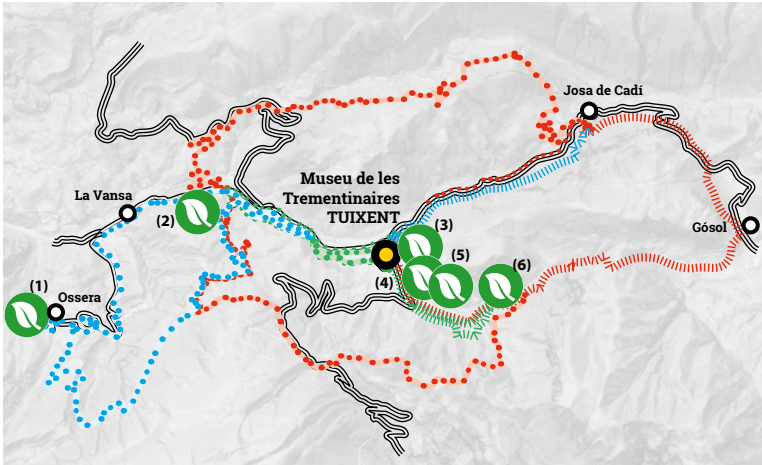 Josa de Cadí
Museu de les
Trementinaires
TUIXENT
La Vansa
(2)
(3)
Gósol
(5)
(6)
(4)
(1)
Ossera